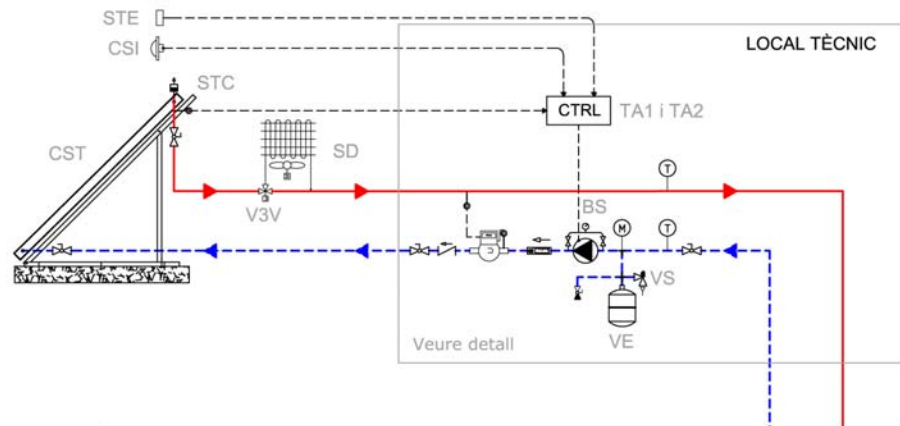 STE
CSI
LOCAL TÈCNIC
STC
CTRL
TA1 i TA2
CST
SD
T
V3V
BS
M
T
VS
VE
Veure detall